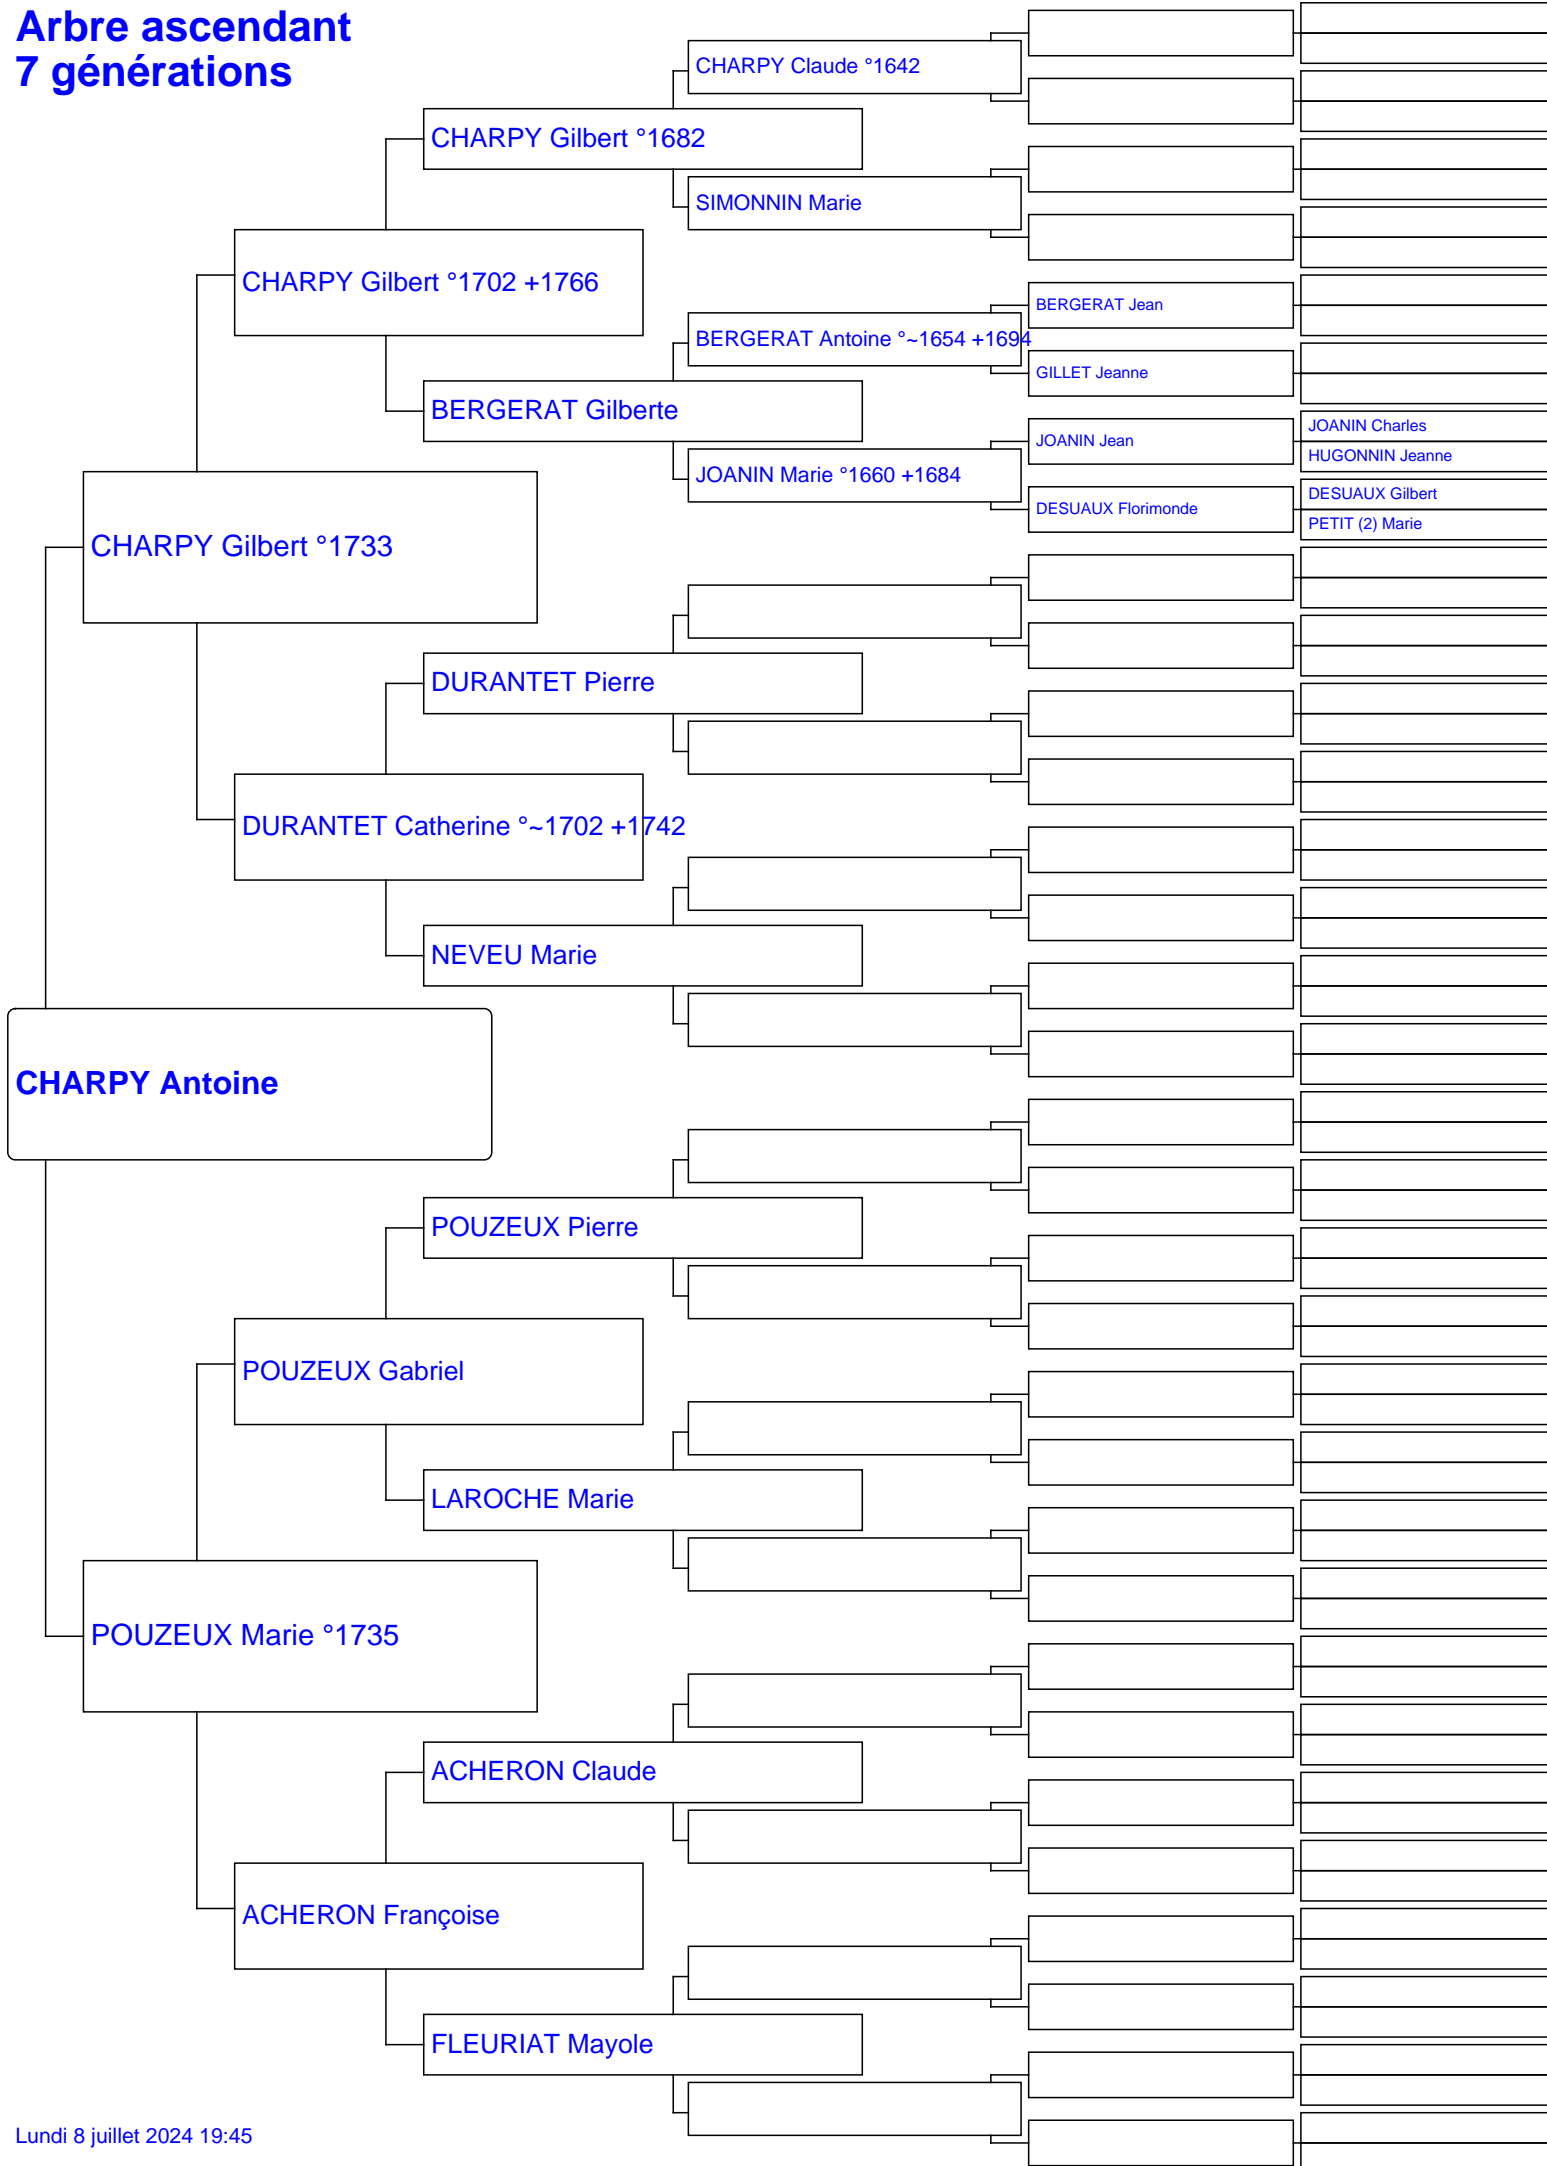 Arbre ascendant
7 générations
CHARPY Claude °1642
CHARPY Gilbert °1682
SIMONNIN Marie
CHARPY Gilbert °1702 +1766
BERGERAT Jean
BERGERAT Antoine °~1654 +1694
GILLET Jeanne
BERGERAT Gilberte
JOANIN Charles
JOANIN Jean
HUGONNIN Jeanne
JOANIN Marie °1660 +1684
DESUAUX Gilbert
DESUAUX Florimonde
PETIT (2) Marie
CHARPY Gilbert °1733
DURANTET Pierre
DURANTET Catherine °~1702 +1742
NEVEU Marie
CHARPY Antoine
POUZEUX Pierre
POUZEUX Gabriel
LAROCHE Marie
POUZEUX Marie °1735
ACHERON Claude
ACHERON Françoise
FLEURIAT Mayole
Lundi 8 juillet 2024 19:45